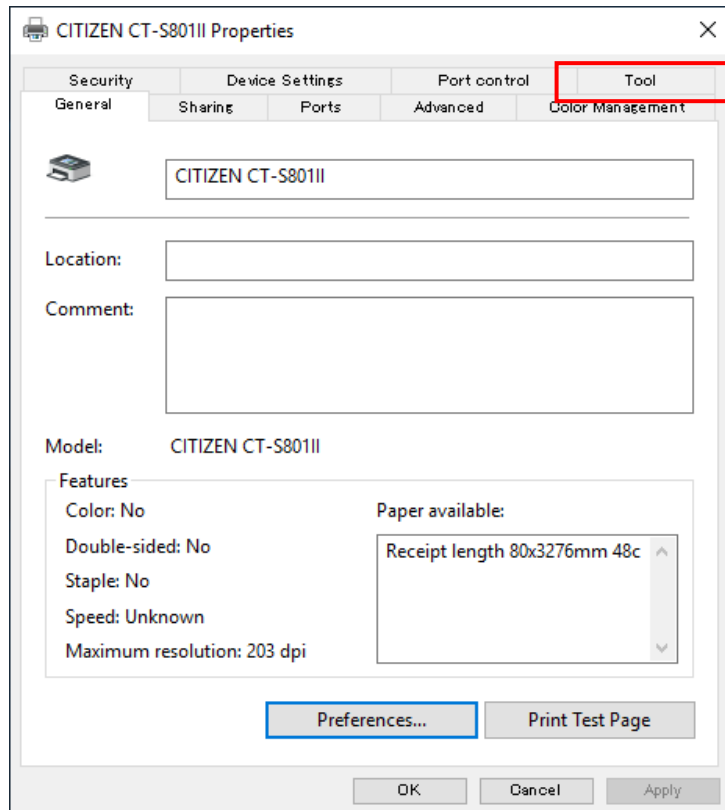 CITIZEN CT-S801II Properties
Security Device Settings Port control Tool
General Sharing Ports Advanced Color Management
CITIZEN CT-S801II
Location:
Comment:
Model: CITIZEN CT-S801II
Features
Color: No
Double-sided: No
Staple: No
Speed: Unknown
Maximum resolution: 203 dpi
Paper available:
Receipt length 80x3276mm 48c
Preferences... Print Test Page
OK Cancel Apply